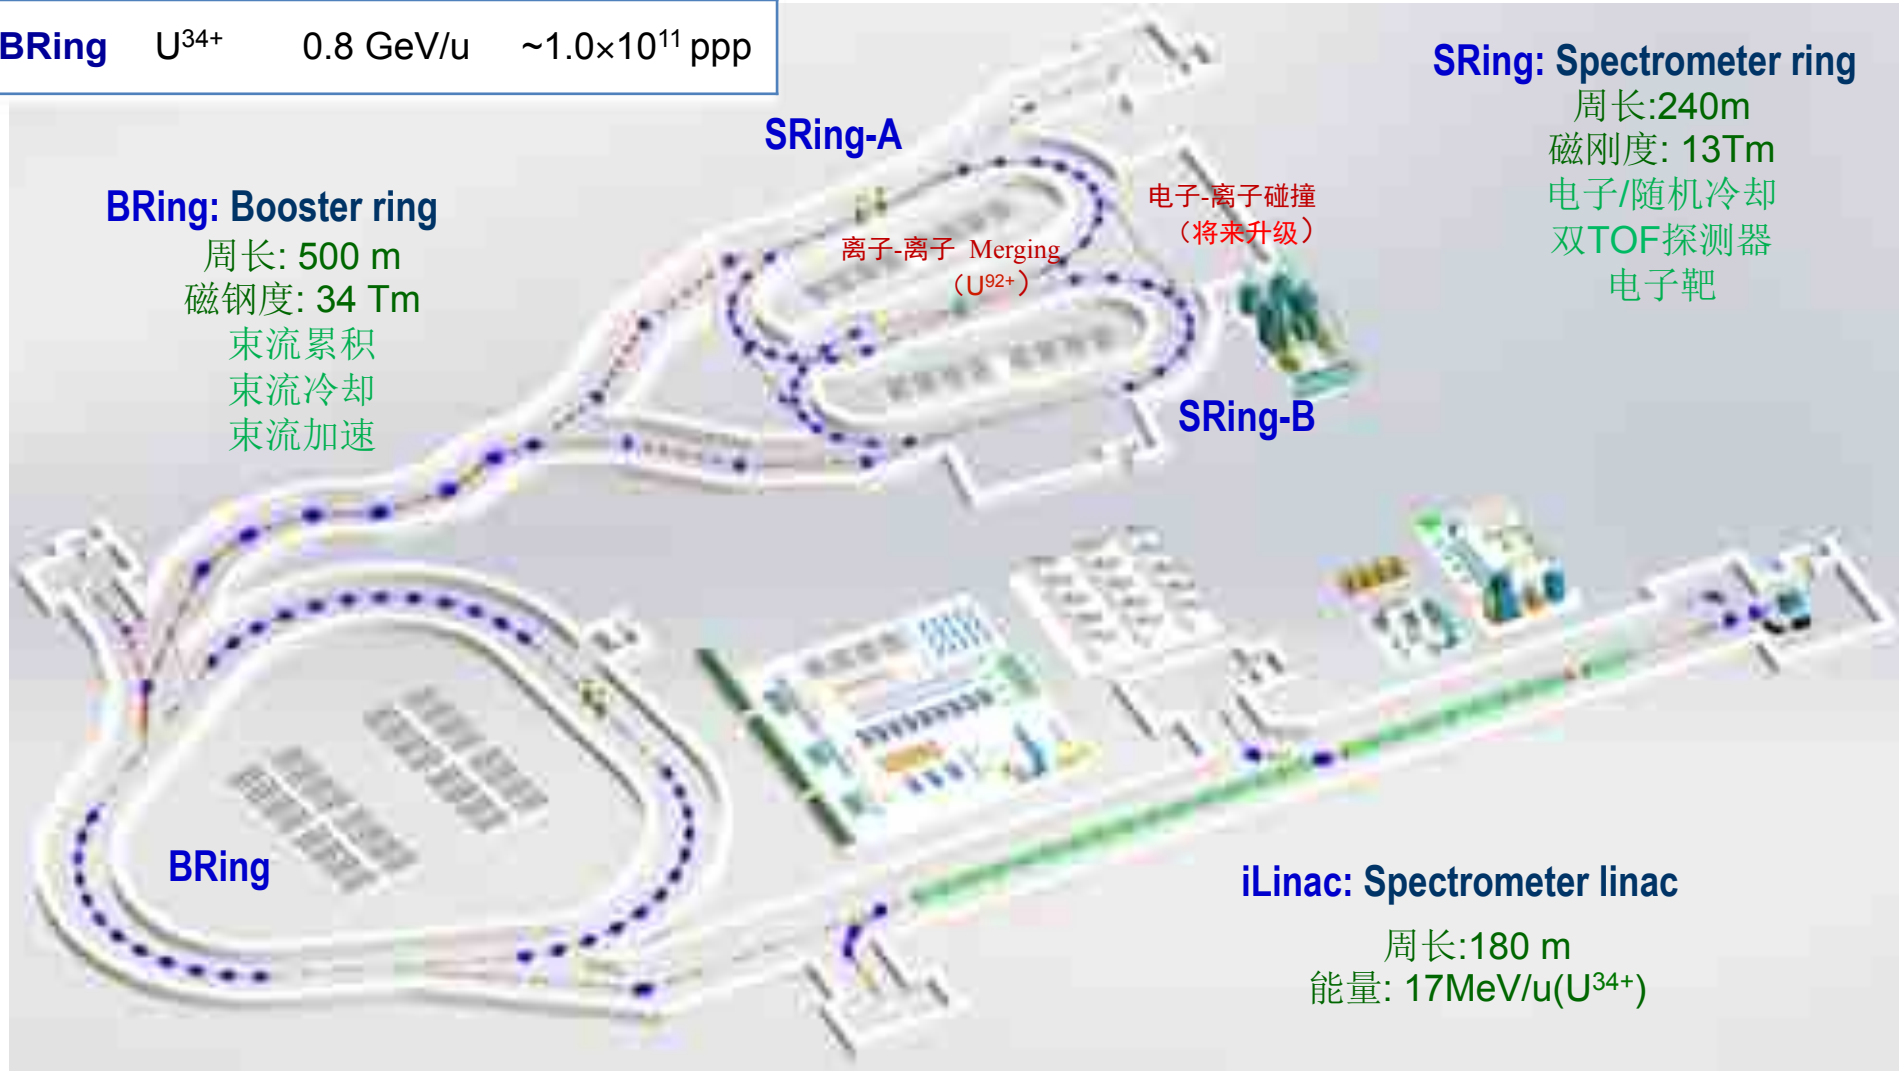 BRing U³⁴⁺ 0.8 GeV/u ~1.0×10¹¹ ppp
SRing: Spectrometer ring
周长:240m
磁刚度: 13Tm
电子/随机冷却
双TOF探测器
电子靶
SRing-A
BRing: Booster ring
周长: 500 m
磁钢度: 34 Tm
束流累积
束流冷却
束流加速
电子-离子碰撞
（将来升级）
离子-离子 Merging
（U⁹²⁺）
SRing-B
BRing
iLinac: Spectrometer linac
周长:180 m
能量: 17MeV/u(U³⁴⁺)